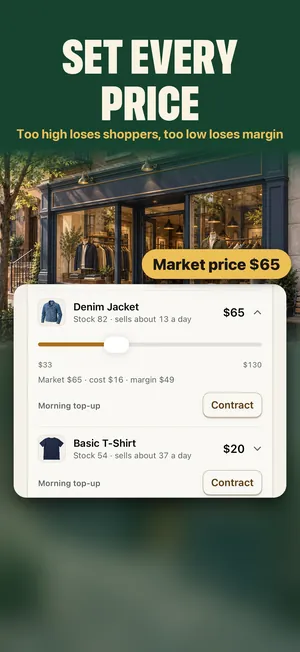 SET EVERY
PRICE
Too high loses shoppers, too low loses margin
Market price $65
Denim Jacket
Stock 82 · sells about 13 a day
$65
$33
$130
Market $65 · cost $16 · margin $49
Morning top-up
Contract
Basic T-Shirt
Stock 54 · sells about 37 a day
$20
Morning top-up
Contract